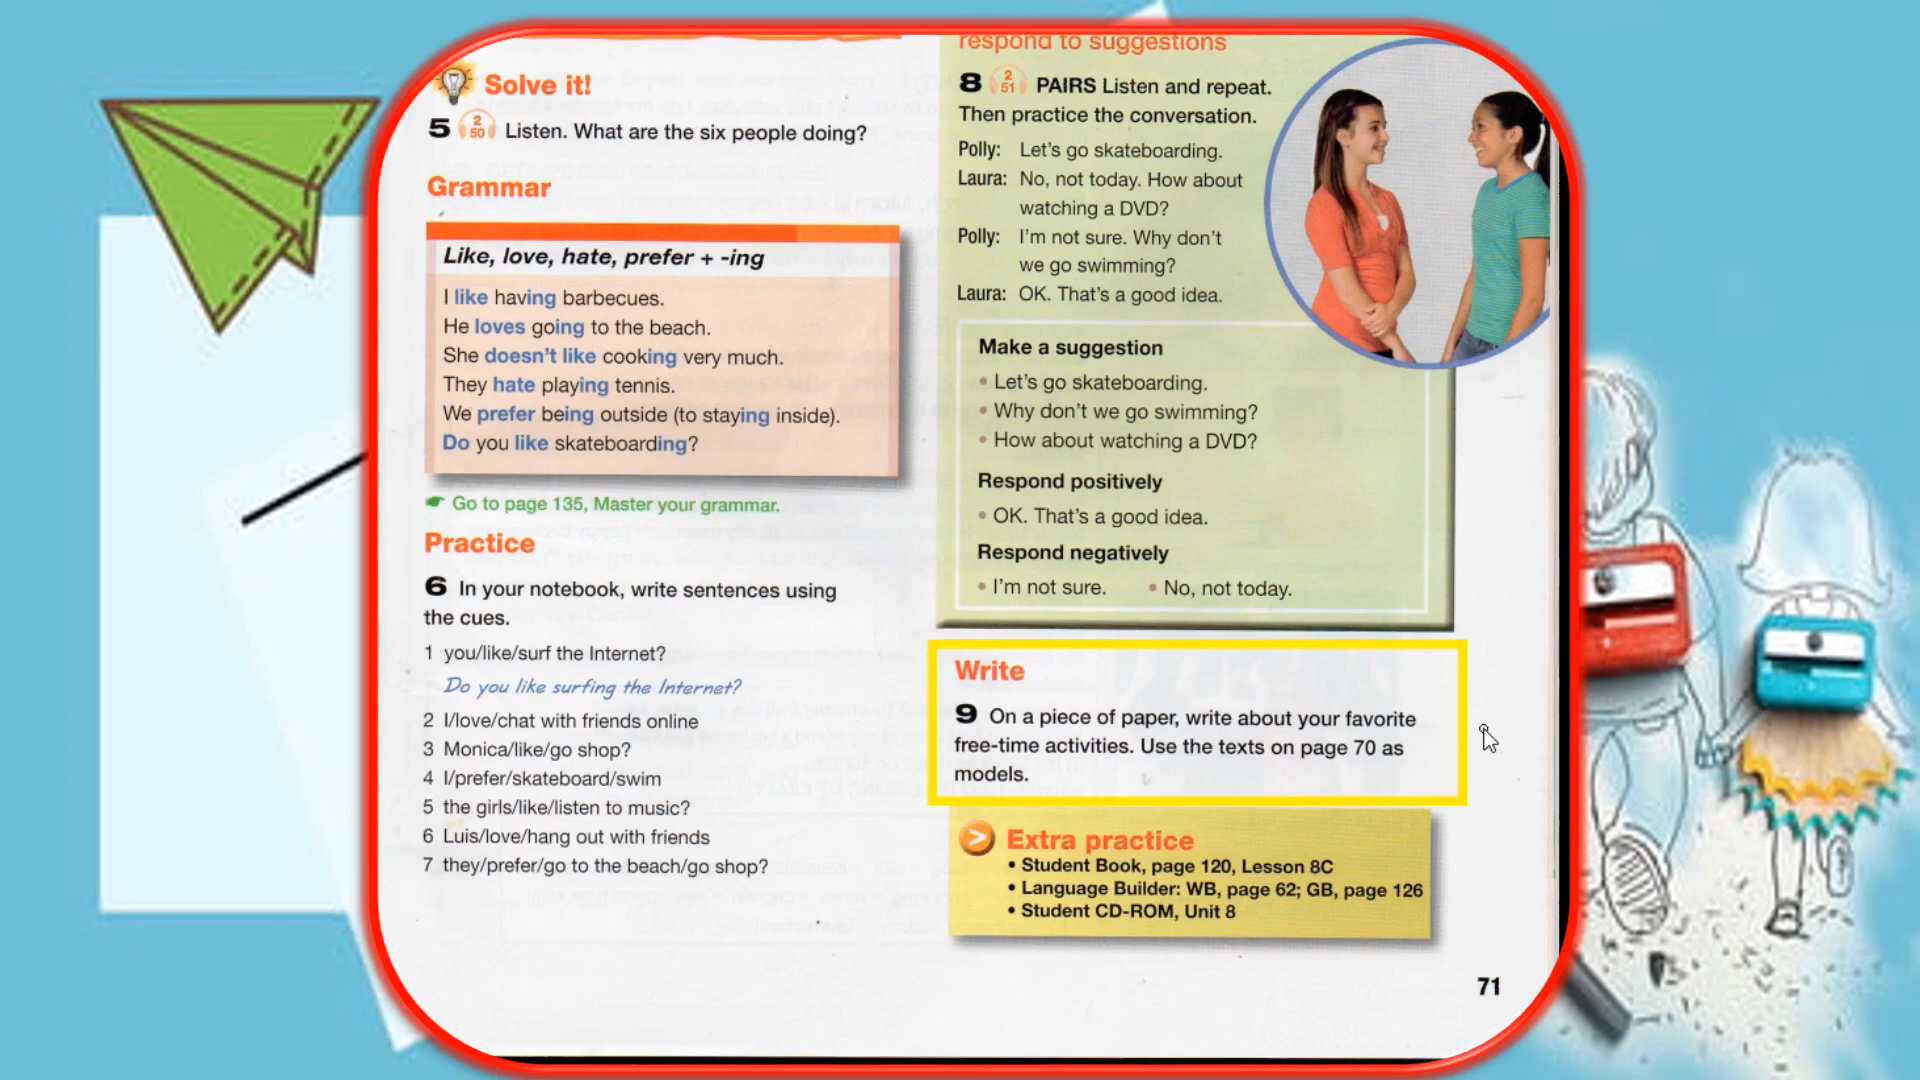 Solve it!
5 2 50 Listen. What are the six people doing?
Grammar
Like, love, hate, prefer + -ing
I like having barbecues.
He loves going to the beach.
She doesn't like cooking very much.
They hate playing tennis.
We prefer being outside (to staying inside).
Do you like skateboarding?
Go to page 135, Master your grammar.
Practice
6 In your notebook, write sentences using
the cues.
1 you/like/surf the Internet?
Do you like surfing the Internet?
2 I/love/chat with friends online
3 Monica/like/go shop?
4 I/prefer/skateboard/swim
5 the girls/like/listen to music?
6 Luis/love/hang out with friends
7 they/prefer/go to the beach/go shop?
respond to suggestions
8 2 51 PAIRS Listen and repeat.
Then practice the conversation.
Polly: Let's go skateboarding.
Laura: No, not today. How about
watching a DVD?
Polly: I'm not sure. Why don't
we go swimming?
Laura: OK. That's a good idea.
Make a suggestion
• Let's go skateboarding.
• Why don't we go swimming?
• How about watching a DVD?
Respond positively
• OK. That's a good idea.
Respond negatively
• I'm not sure. • No, not today.
Write
9 On a piece of paper, write about your favorite
free-time activities. Use the texts on page 70 as
models.
Extra practice
• Student Book, page 120, Lesson 8C
• Language Builder: WB, page 62; GB, page 126
• Student CD-ROM, Unit 8
71